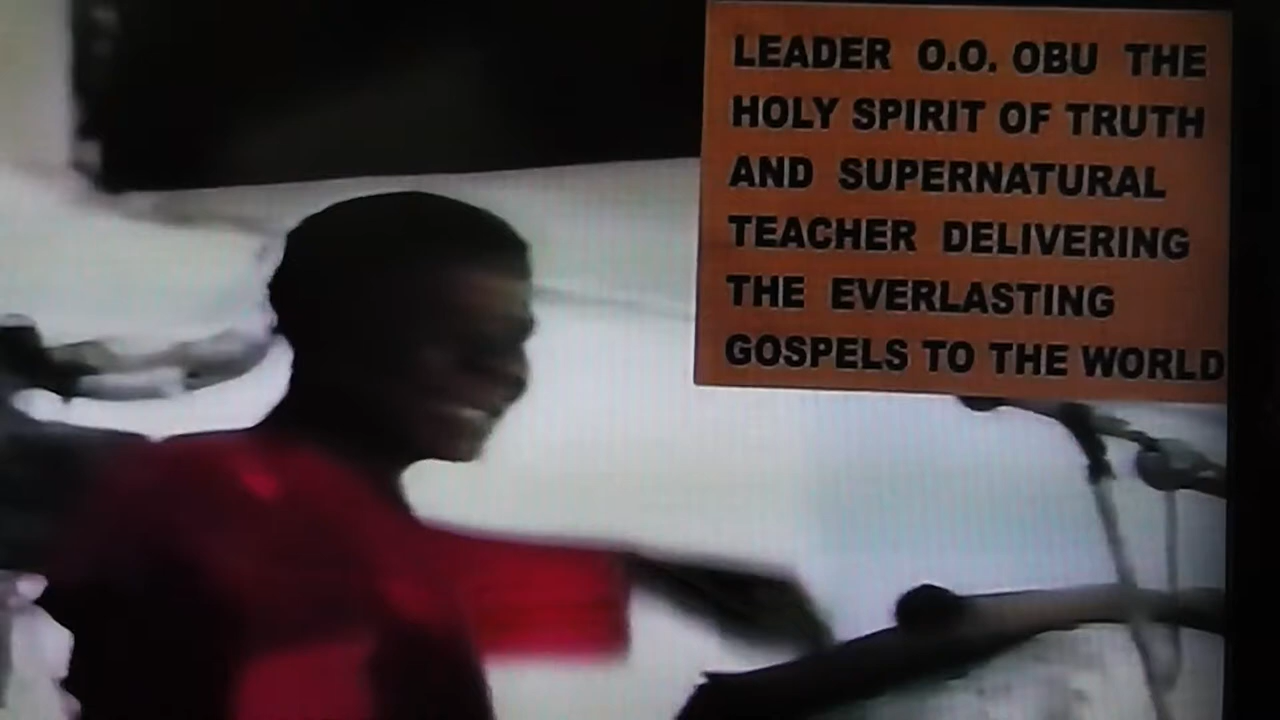 LEADER O.O. OBU THE
HOLY SPIRIT OF TRUTH
AND SUPERNATURAL
TEACHER DELIVERING
THE EVERLASTING
GOSPELS TO THE WORLD